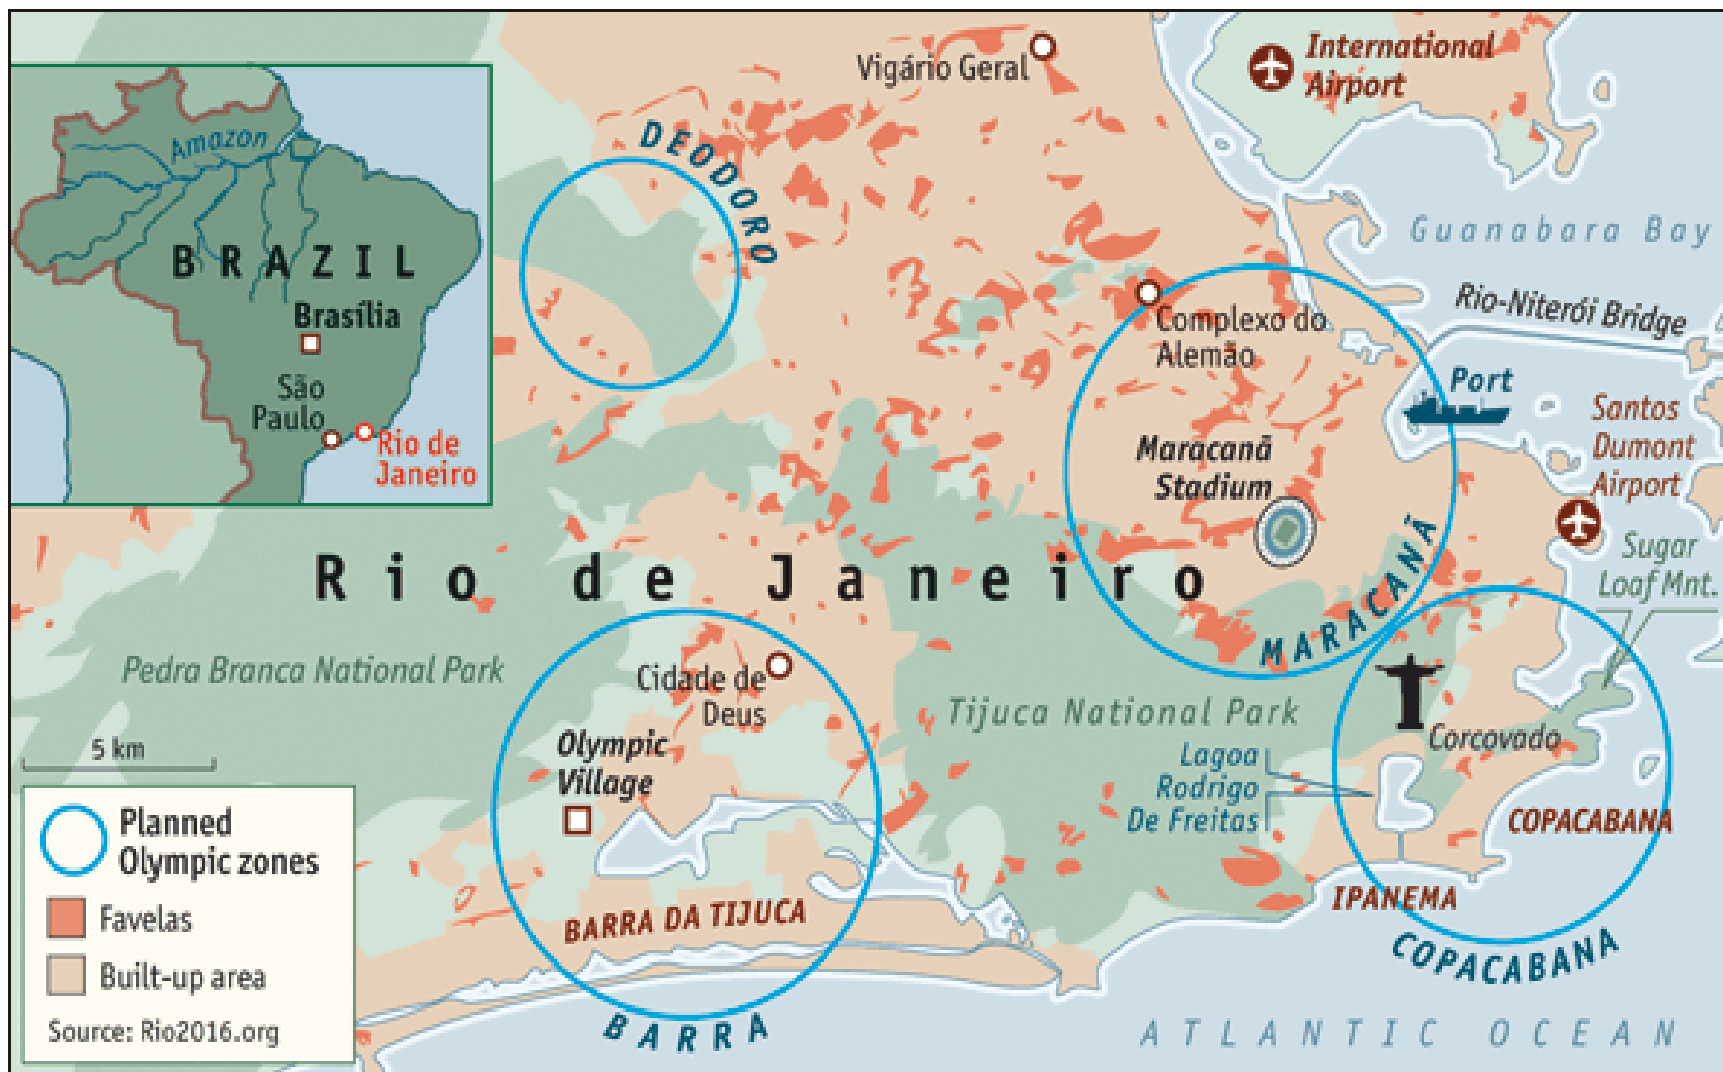 Vigário Geral
International
Airport
DEODORO
Amazon
BRAZIL
Brasília
São
Paulo
Rio de
Janeiro
Guanabara Bay
Rio-Niterói Bridge
Complexo do
Alemão
Port
Santos
Dumont
Airport
Maracanã
Stadium
MARACANÃ
Sugar
Loaf Mnt.
Rio de Janeiro
Pedra Branca National Park
Cidade de
Deus
Tijuca National Park
Olympic
Village
Corcovado
Lagoa
Rodrigo
De Freitas
COPACABANA
IPANEMA
COPACABANA
BARRA DA TIJUCA
BARRA
ATLANTIC OCEAN
5 km
Planned
Olympic zones
Favelas
Built-up area
Source: Rio2016.org